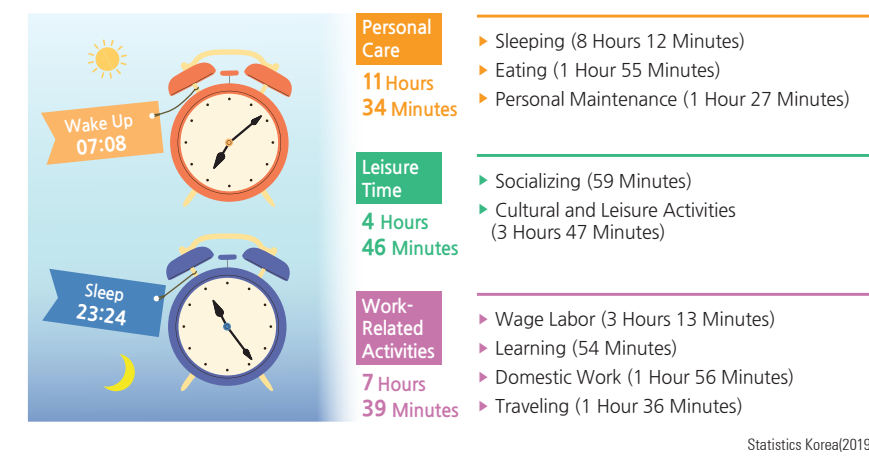 Wake Up
07:08
Sleep
23:24
Personal
Care
11 Hours
34 Minutes
▸ Sleeping (8 Hours 12 Minutes)
▸ Eating (1 Hour 55 Minutes)
▸ Personal Maintenance (1 Hour 27 Minutes)
Leisure
Time
4 Hours
46 Minutes
▸ Socializing (59 Minutes)
▸ Cultural and Leisure Activities
(3 Hours 47 Minutes)
Work-
Related
Activities
7 Hours
39 Minutes
▸ Wage Labor (3 Hours 13 Minutes)
▸ Learning (54 Minutes)
▸ Domestic Work (1 Hour 56 Minutes)
▸ Traveling (1 Hour 36 Minutes)
Statistics Korea(2019